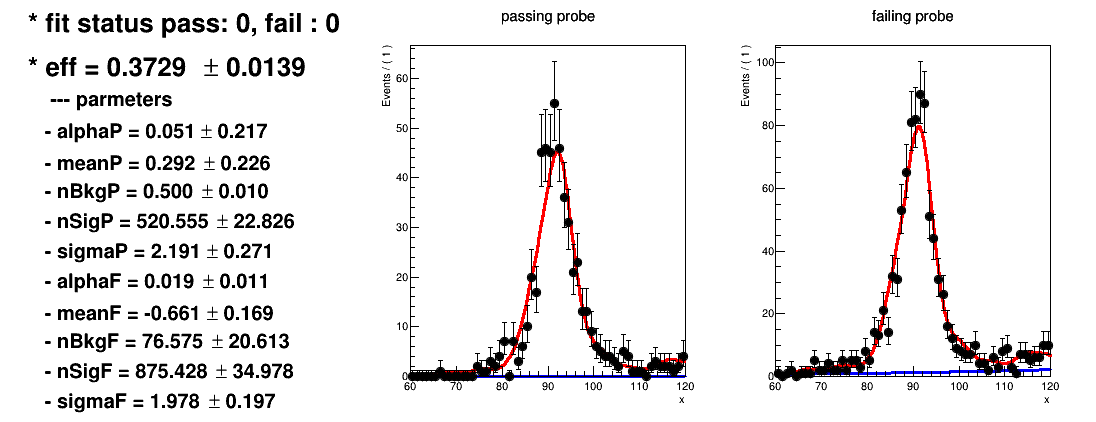 * fit status pass: 0, fail : 0
* eff = 0.3729 ± 0.0139
--- parmeters
- alphaP = 0.051 ± 0.217
- meanP = 0.292 ± 0.226
- nBkgP = 0.500 ± 0.010
- nSigP = 520.555 ± 22.826
- sigmaP = 2.191 ± 0.271
- alphaF = 0.019 ± 0.011
- meanF = -0.661 ± 0.169
- nBkgF = 76.575 ± 20.613
- nSigF = 875.428 ± 34.978
- sigmaF = 1.978 ± 0.197
passing probe
Events / ( 1 )
60
50
40
30
20
10
0
60 70 80 90 100 110 120
x
failing probe
Events / ( 1 )
100
80
60
40
20
0
60 70 80 90 100 110 120
x